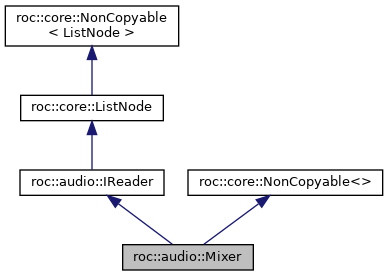 roc::core::NonCopyable
< ListNode >
roc::core::ListNode
roc::audio::IReader
roc::core::NonCopyable<>
roc::audio::Mixer